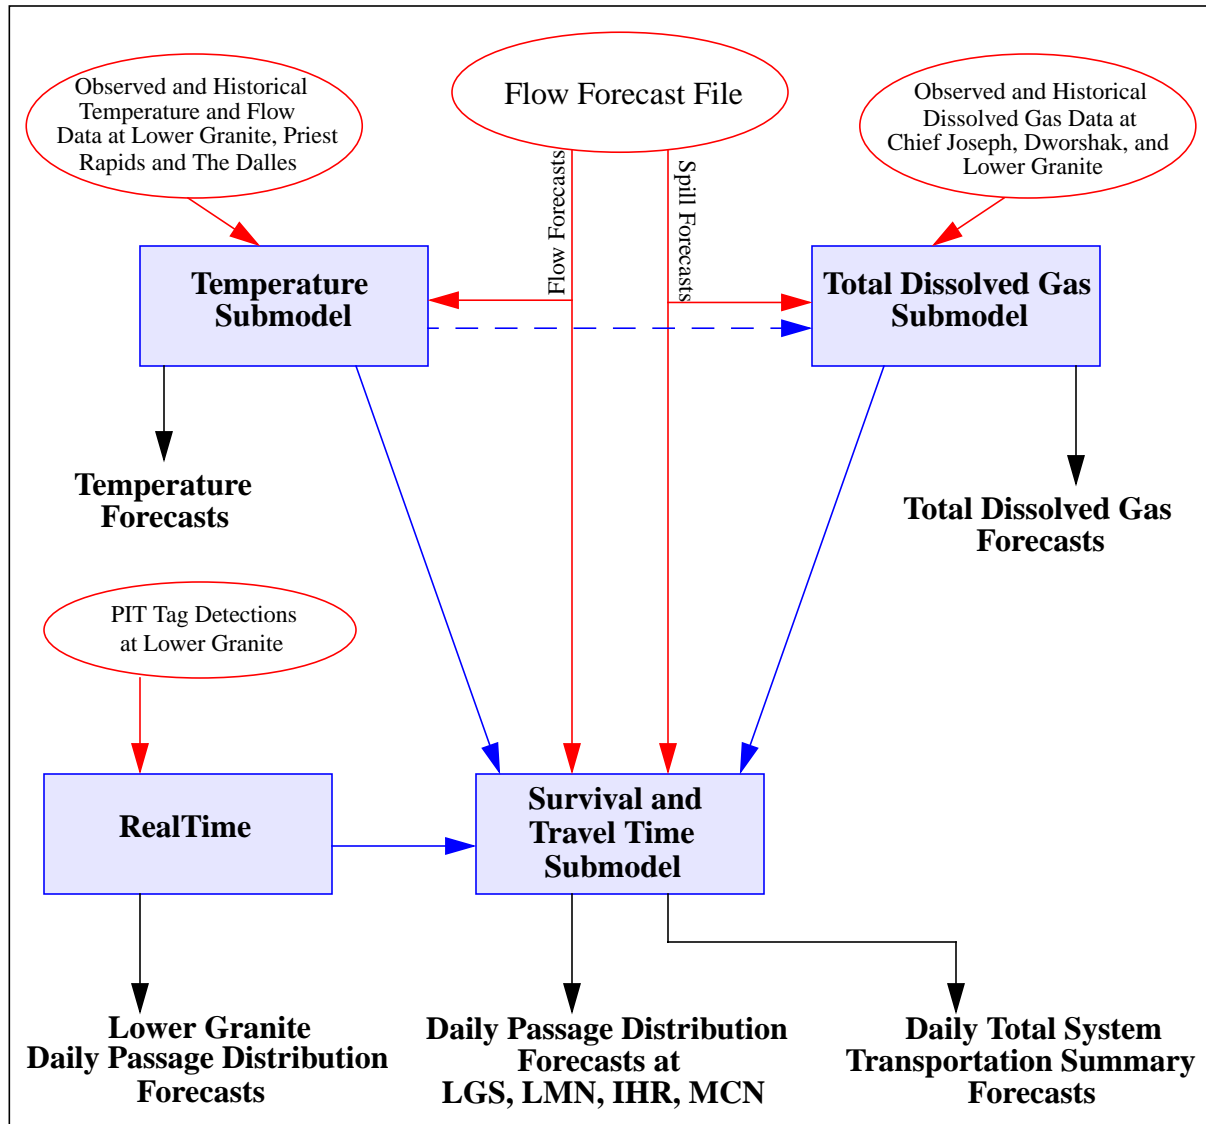 Observed and Historical
Temperature and Flow
Data at Lower Granite, Priest
Rapids and The Dalles
Flow Forecast File
Observed and Historical
Dissolved Gas Data at
Chief Joseph, Dworshak, and
Lower Granite
Flow Forecasts
Spill Forecasts
Temperature
Submodel
Total Dissolved Gas
Submodel
Temperature
Forecasts
Total Dissolved Gas
Forecasts
PIT Tag Detections
at Lower Granite
RealTime
Survival and
Travel Time
Submodel
Lower Granite
Daily Passage Distribution
Forecasts
Daily Passage Distribution
Forecasts at
LGS, LMN, IHR, MCN
Daily Total System
Transportation Summary
Forecasts